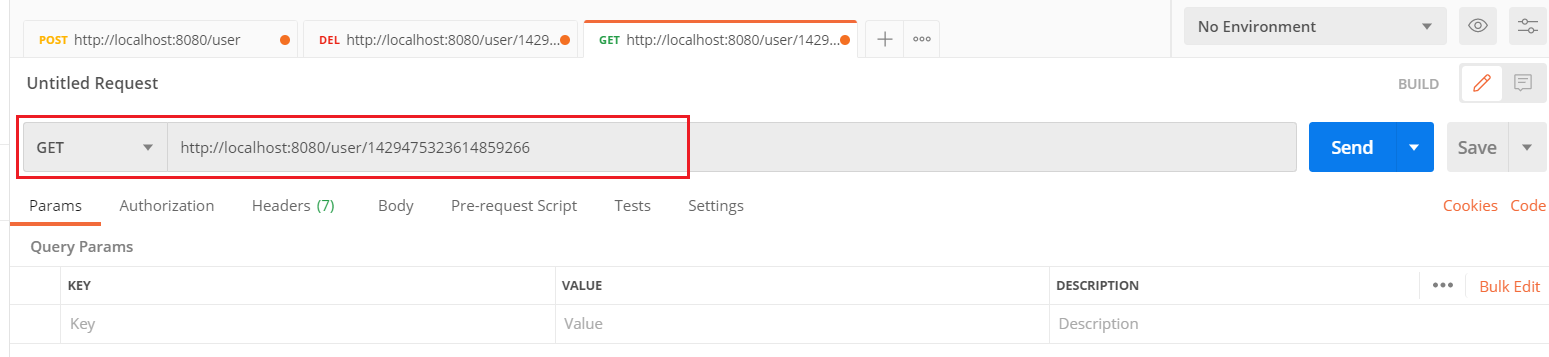 POST http://localhost:8080/user DEL http://localhost:8080/user/1429... GET http://localhost:8080/user/1429... No Environment
Untitled Request BUILD
GET http://localhost:8080/user/1429475323614859266 Send Save
Params Authorization Headers (7) Body Pre-request Script Tests Settings Cookies Code
Query Params
KEY VALUE DESCRIPTION Bulk Edit
Key Value Description